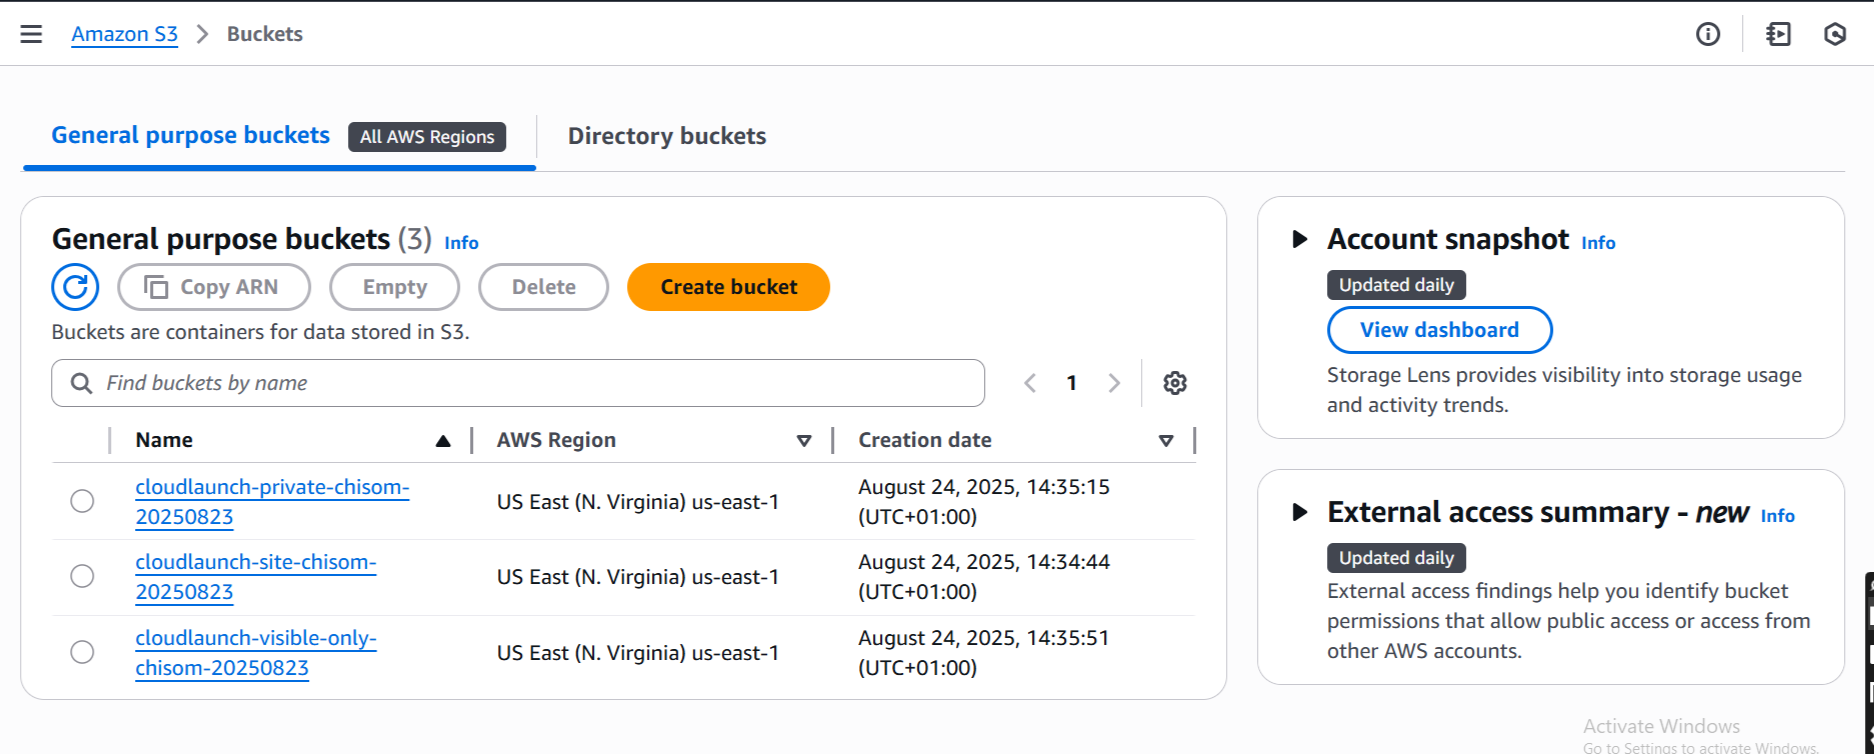 Amazon S3 > Buckets
General purpose buckets All AWS Regions Directory buckets
General purpose buckets (3) Info
Copy ARN Empty Delete Create bucket
Buckets are containers for data stored in S3.
Find buckets by name
1
Name AWS Region Creation date
cloudlaunch-private-chisom-
20250823
US East (N. Virginia) us-east-1
August 24, 2025, 14:35:15
(UTC+01:00)
cloudlaunch-site-chisom-
20250823
US East (N. Virginia) us-east-1
August 24, 2025, 14:34:44
(UTC+01:00)
cloudlaunch-visible-only-
chisom-20250823
US East (N. Virginia) us-east-1
August 24, 2025, 14:35:51
(UTC+01:00)
Account snapshot Info
Updated daily
View dashboard
Storage Lens provides visibility into storage usage
and activity trends.
External access summary - new Info
Updated daily
External access findings help you identify bucket
permissions that allow public access or access from
other AWS accounts.
Activate Windows
Go to Settings to activate Windows.